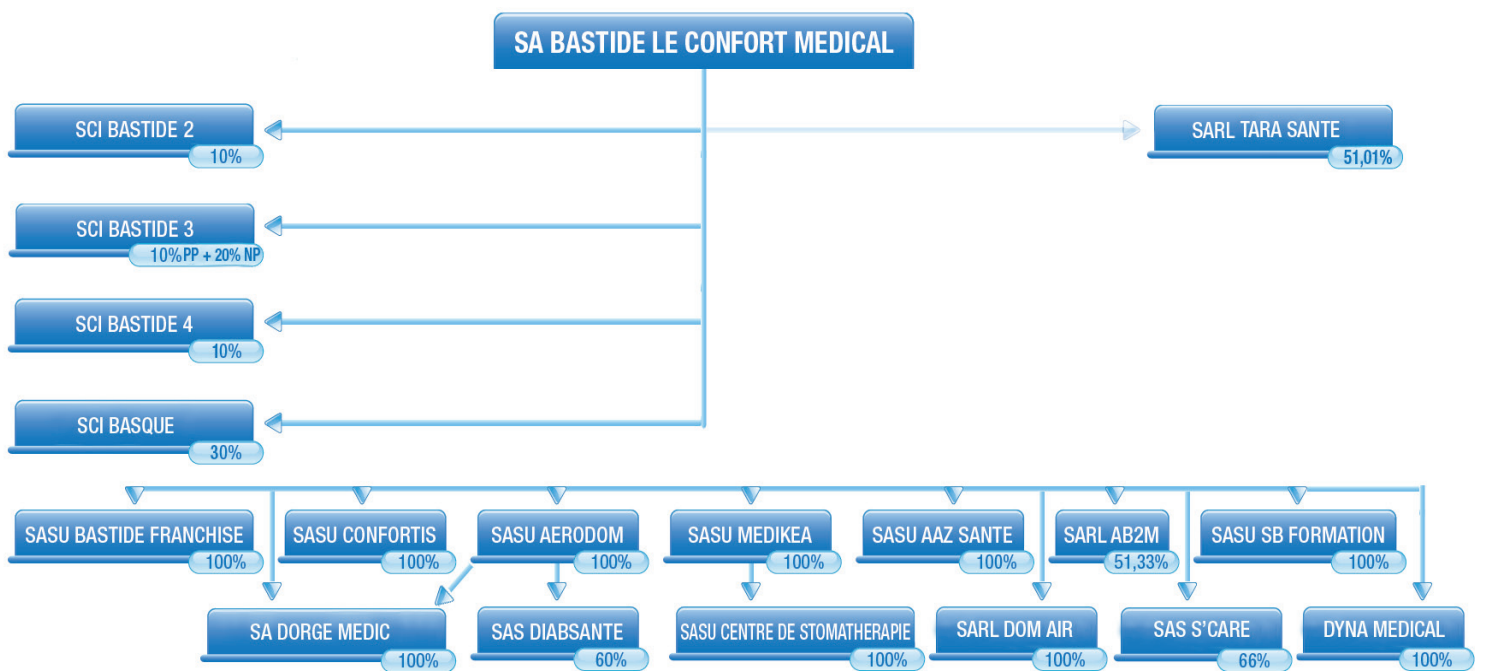 SA BASTIDE LE CONFORT MEDICAL
SCI BASTIDE 2
10%
SARL TARA SANTE
51,01%
SCI BASTIDE 3
10% PP + 20% NP
SCI BASTIDE 4
10%
SCI BASQUE
30%
SASU BASTIDE FRANCHISE
100%
SASU CONFORTIS
100%
SASU AERODOM
100%
SASU MEDIKEA
100%
SASU AAZ SANTE
100%
SARL AB2M
51,33%
SASU SB FORMATION
100%
SA DORGE MEDIC
100%
SAS DIABSANTE
60%
SASU CENTRE DE STOMATHERAPIE
100%
SARL DOM AIR
100%
SAS S'CARE
66%
DYNA MEDICAL
100%